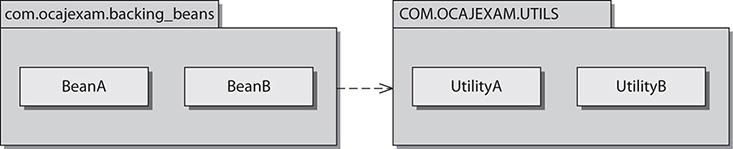 com.ocajexam.backing_beans
COM.OCAJEXAM.UTILS
BeanA
BeanB
UtilityA
UtilityB